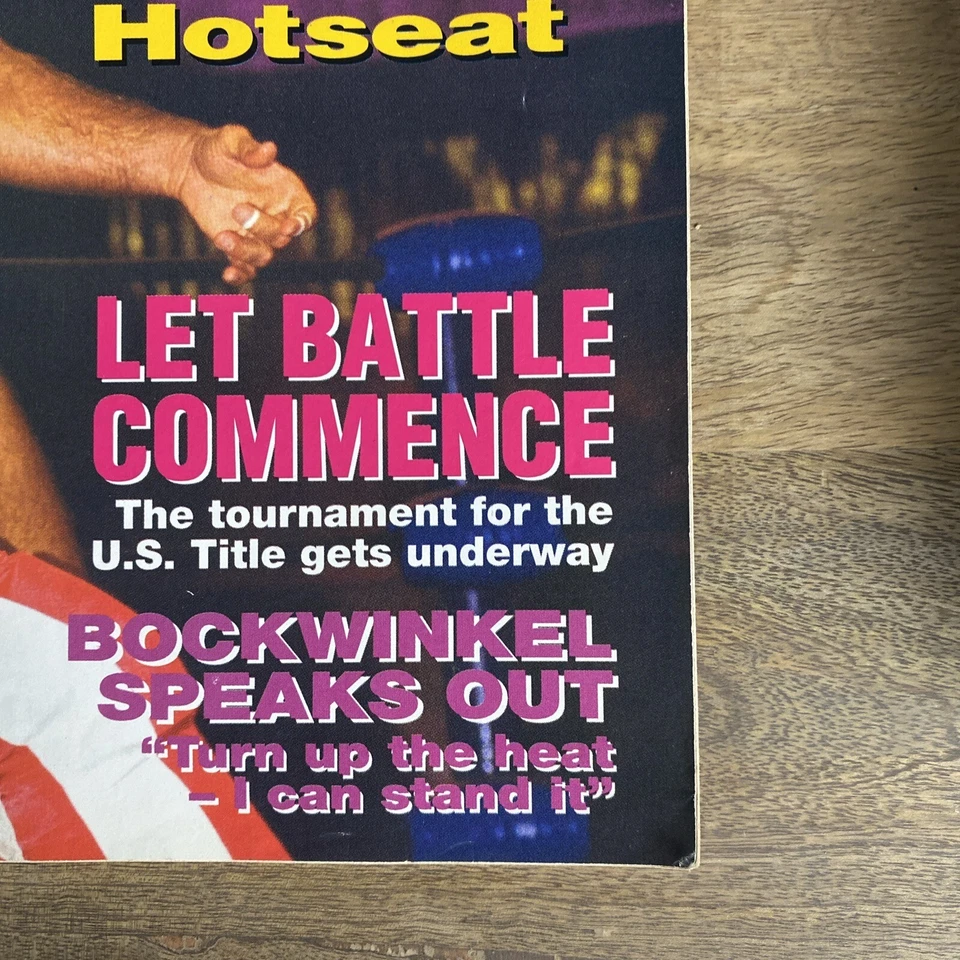 Hotseat
LET BATTLE
COMMENCE
The tournament for the
U.S. Title gets underway
BOCKWINKEL
SPEAKS OUT
“Turn up the heat
– I can stand it”